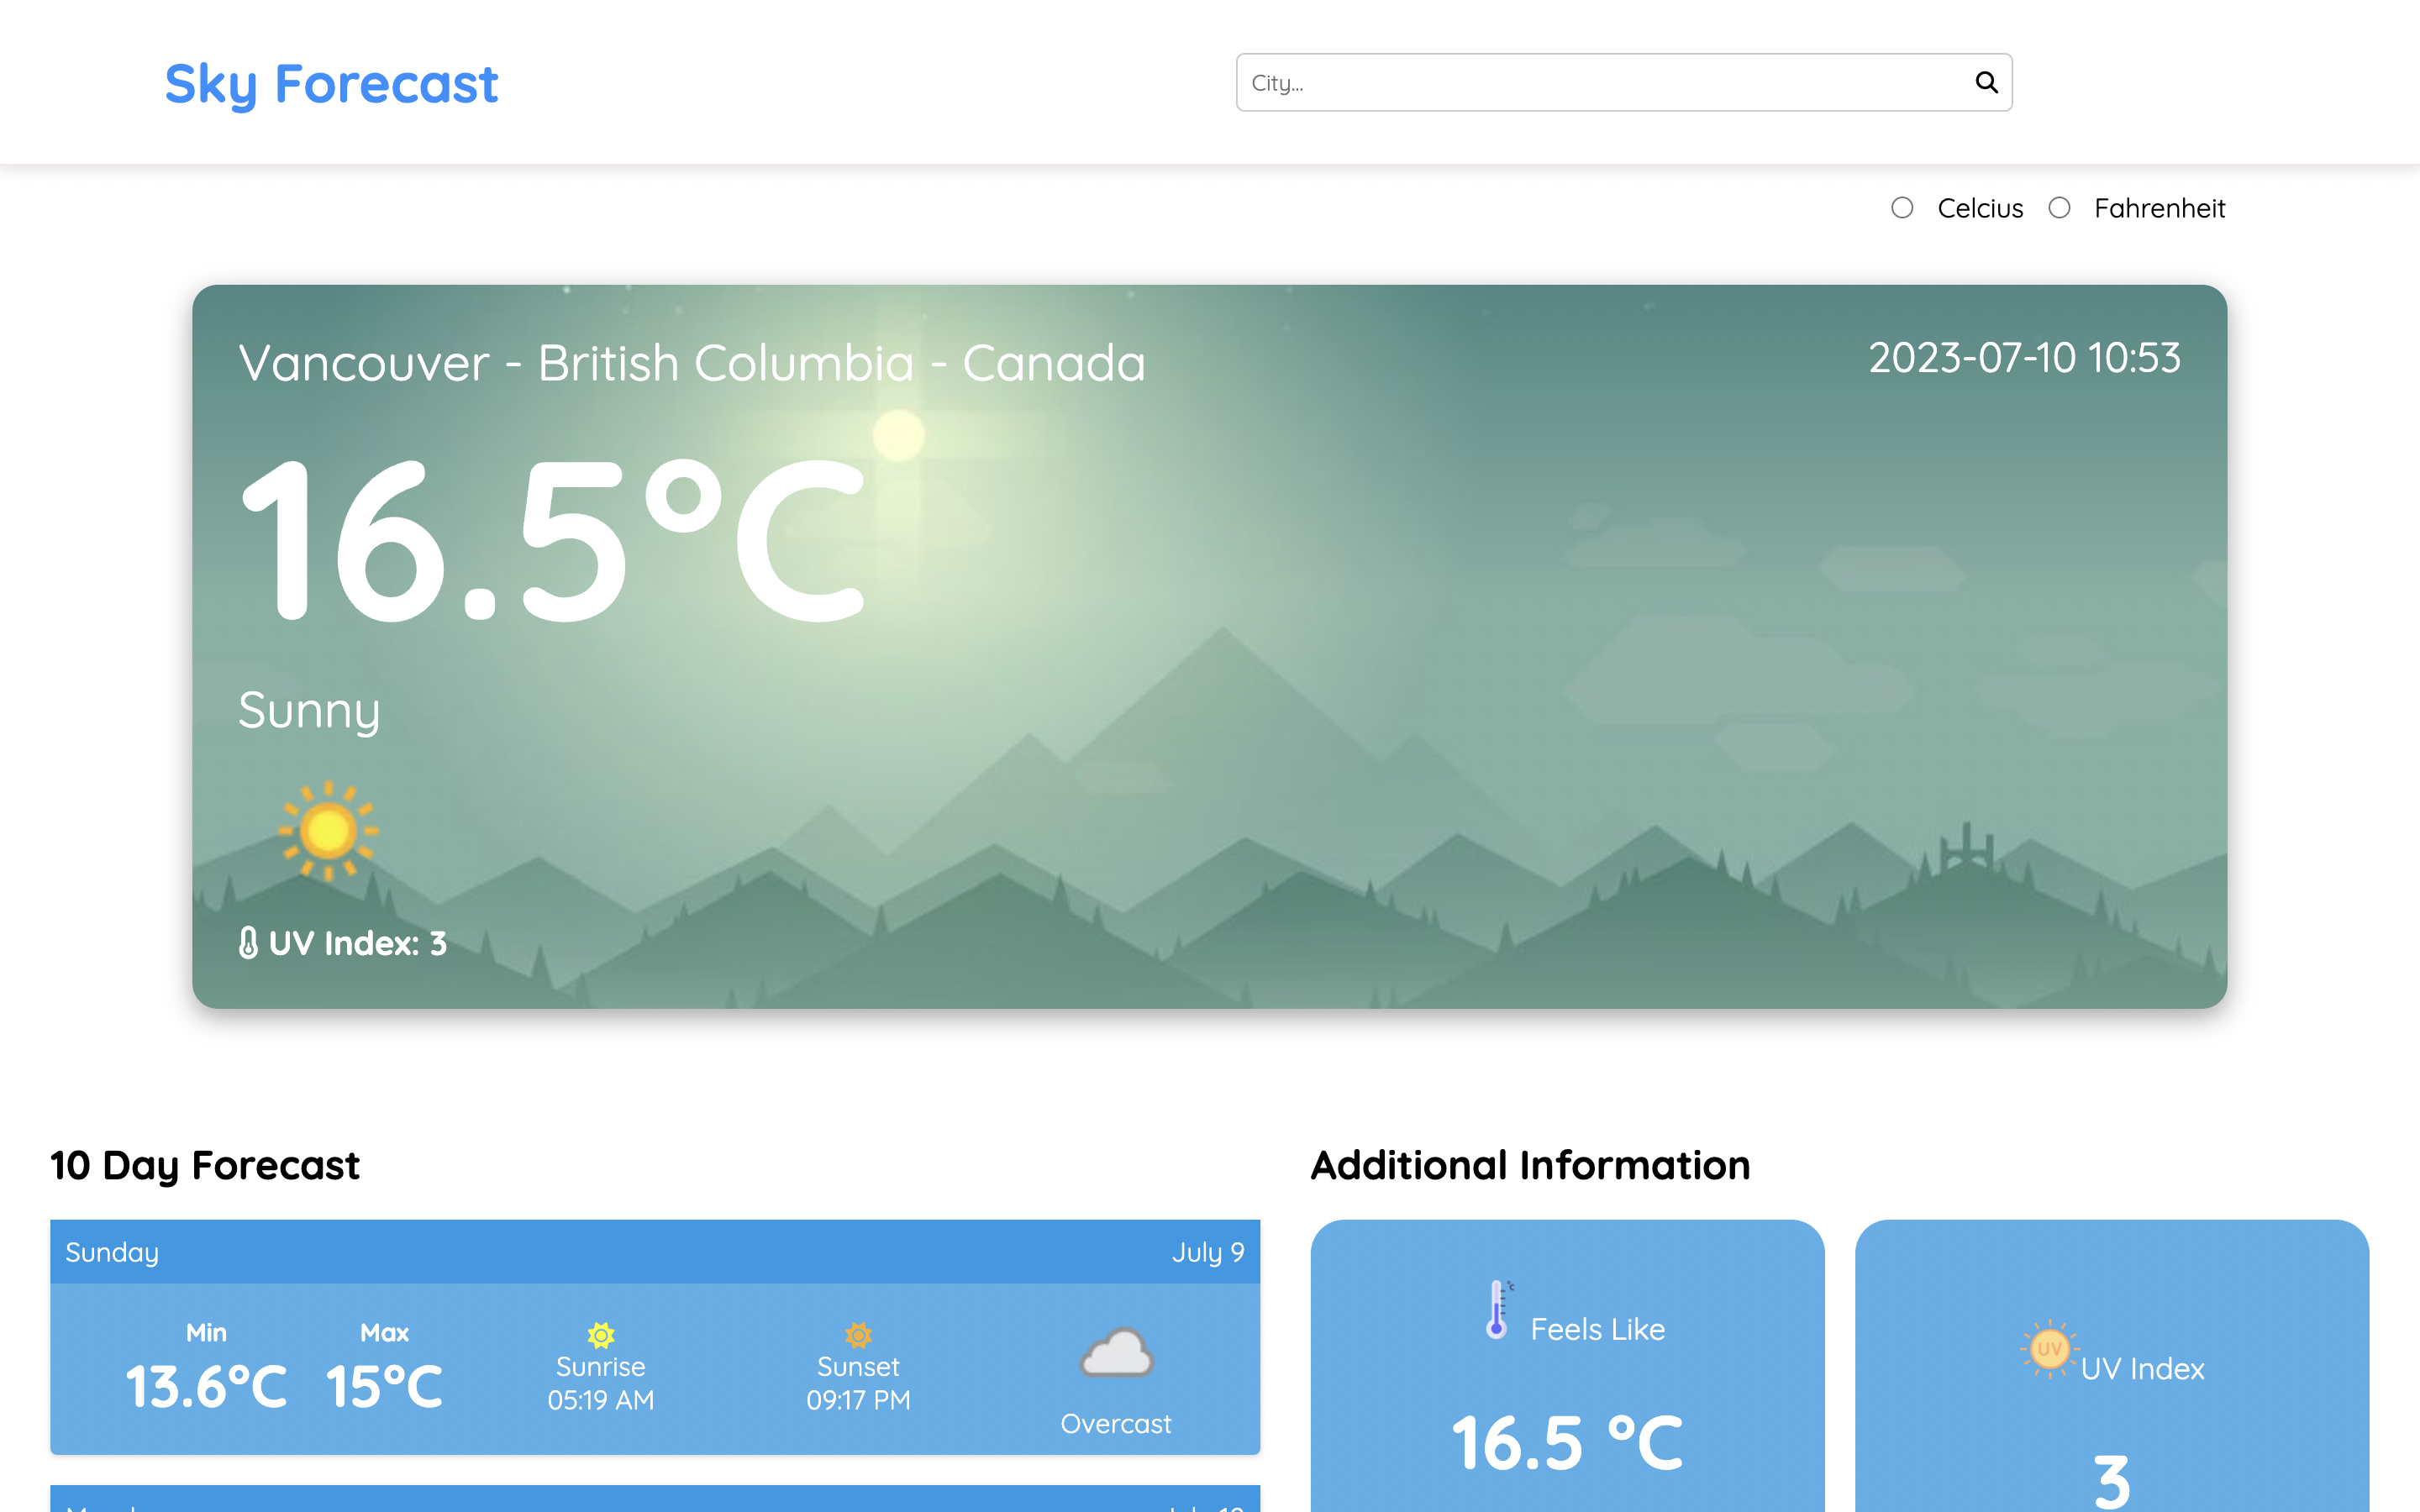 Sky Forecast
City...
Celcius Fahrenheit
Vancouver - British Columbia - Canada
2023-07-10 10:53
16.5°C
Sunny
UV Index: 3
10 Day Forecast
Sunday July 9
Min Max
13.6°C 15°C
Sunrise
05:19 AM
Sunset
09:17 PM
Overcast
Additional Information
°C
Feels Like
16.5 °C
UV
UV Index
3